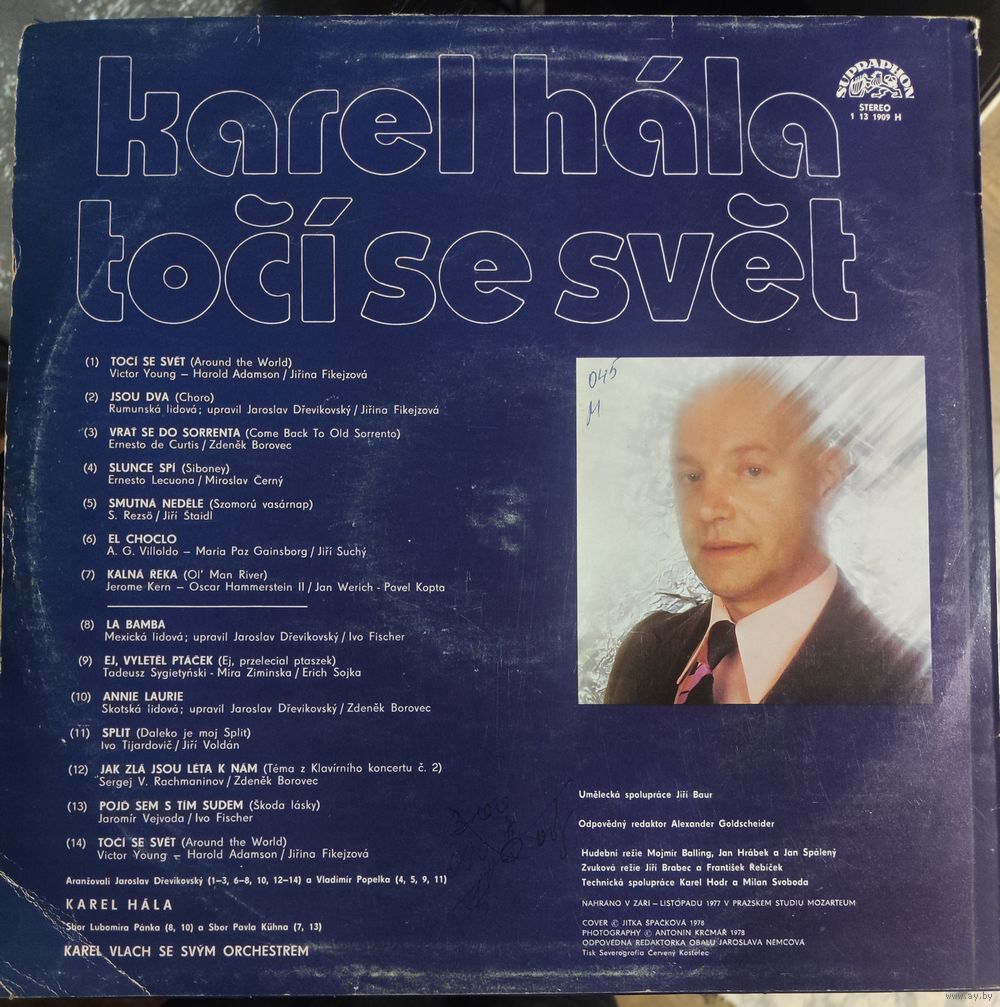 karel hála
točí se svět
SUPRAPHON
STEREO
1 13 1909 H
(1) TOČÍ SE SVĚT (Around the World)
Victor Young – Harold Adamson / Jiřina Fikejzová
(2) JSOU DVA (Choro)
Rumunská lidová; upravil Jaroslav Dřevikovský / Jiřina Fikejzová
(3) VRAŤ SE DO SORRENTA (Come Back To Old Sorrento)
Ernesto de Curtis / Zdeněk Borovec
(4) SLUNCE SPÍ (Siboney)
Ernesto Lecuona / Miroslav Černý
(5) SMUTNÁ NEDĚLE (Szomorú vasárnap)
S. Rezsö / Jiří Staidl
(6) EL CHOCLO
A. G. Villoldo – Maria Paz Gainsborg / Jiří Suchý
(7) KALNÁ ŘEKA (Ol' Man River)
Jerome Kern – Oscar Hammerstein II / Jan Werich - Pavel Kopta
(8) LA BAMBA
Mexická lidová; upravil Jaroslav Dřevikovský / Ivo Fischer
(9) EJ, VYLETĚL PTÁČEK (Ej, przelecial ptaszek)
Tadeusz Sygietyński - Mira Ziminska / Erich Sojka
(10) ANNIE LAURIE
Skotská lidová; upravil Jaroslav Dřevikovský / Zdeněk Borovec
(11) SPLIT (Daleko je moj Split)
Ivo Tijardovič / Jiří Voldán
(12) JAK ZLÁ JSOU LÉTA K NÁM (Téma z Klavírního koncertu č. 2)
Sergej V. Rachmaninov / Zdeněk Borovec
(13) POJĎ SEM S TÍM SUDEM (Škoda lásky)
Jaromír Vejvoda / Ivo Fischer
(14) TOČÍ SE SVĚT (Around the World)
Victor Young – Harold Adamson / Jiřina Fikejzová
Aranžovali Jaroslav Dřevikovský (1–3, 6–8, 10, 12–14) a Vladimír Popelka (4, 5, 9, 11)
KAREL HÁLA
Sbor Lubomíra Pánka (8, 10) a Sbor Pavla Kühna (7, 13)
KAREL VLACH SE SVÝM ORCHESTREM
045
M
Umělecká spolupráce Jiří Baur
Odpovědný redaktor Alexander Goldscheider
Hudební režie Mojmír Balling, Jan Hrábek a Jan Spálený
Zvuková režie Jiří Brabec a František Řebíček
Technická spolupráce Karel Hodr a Milan Svoboda
NAHRÁNO V ZÁŘÍ – LISTOPADU 1977 V PRAŽSKÉM STUDIU MOZARTEUM
COVER © JITKA ŠPAČKOVÁ 1978
PHOTOGRAPHY © ANTONÍN KRČMÁŘ 1978
ODPOVĚDNÁ REDAKTORKA OBALU JAROSLAVA NĚMCOVÁ
Tisk Severografia Červený Kostelec
www.ay.by